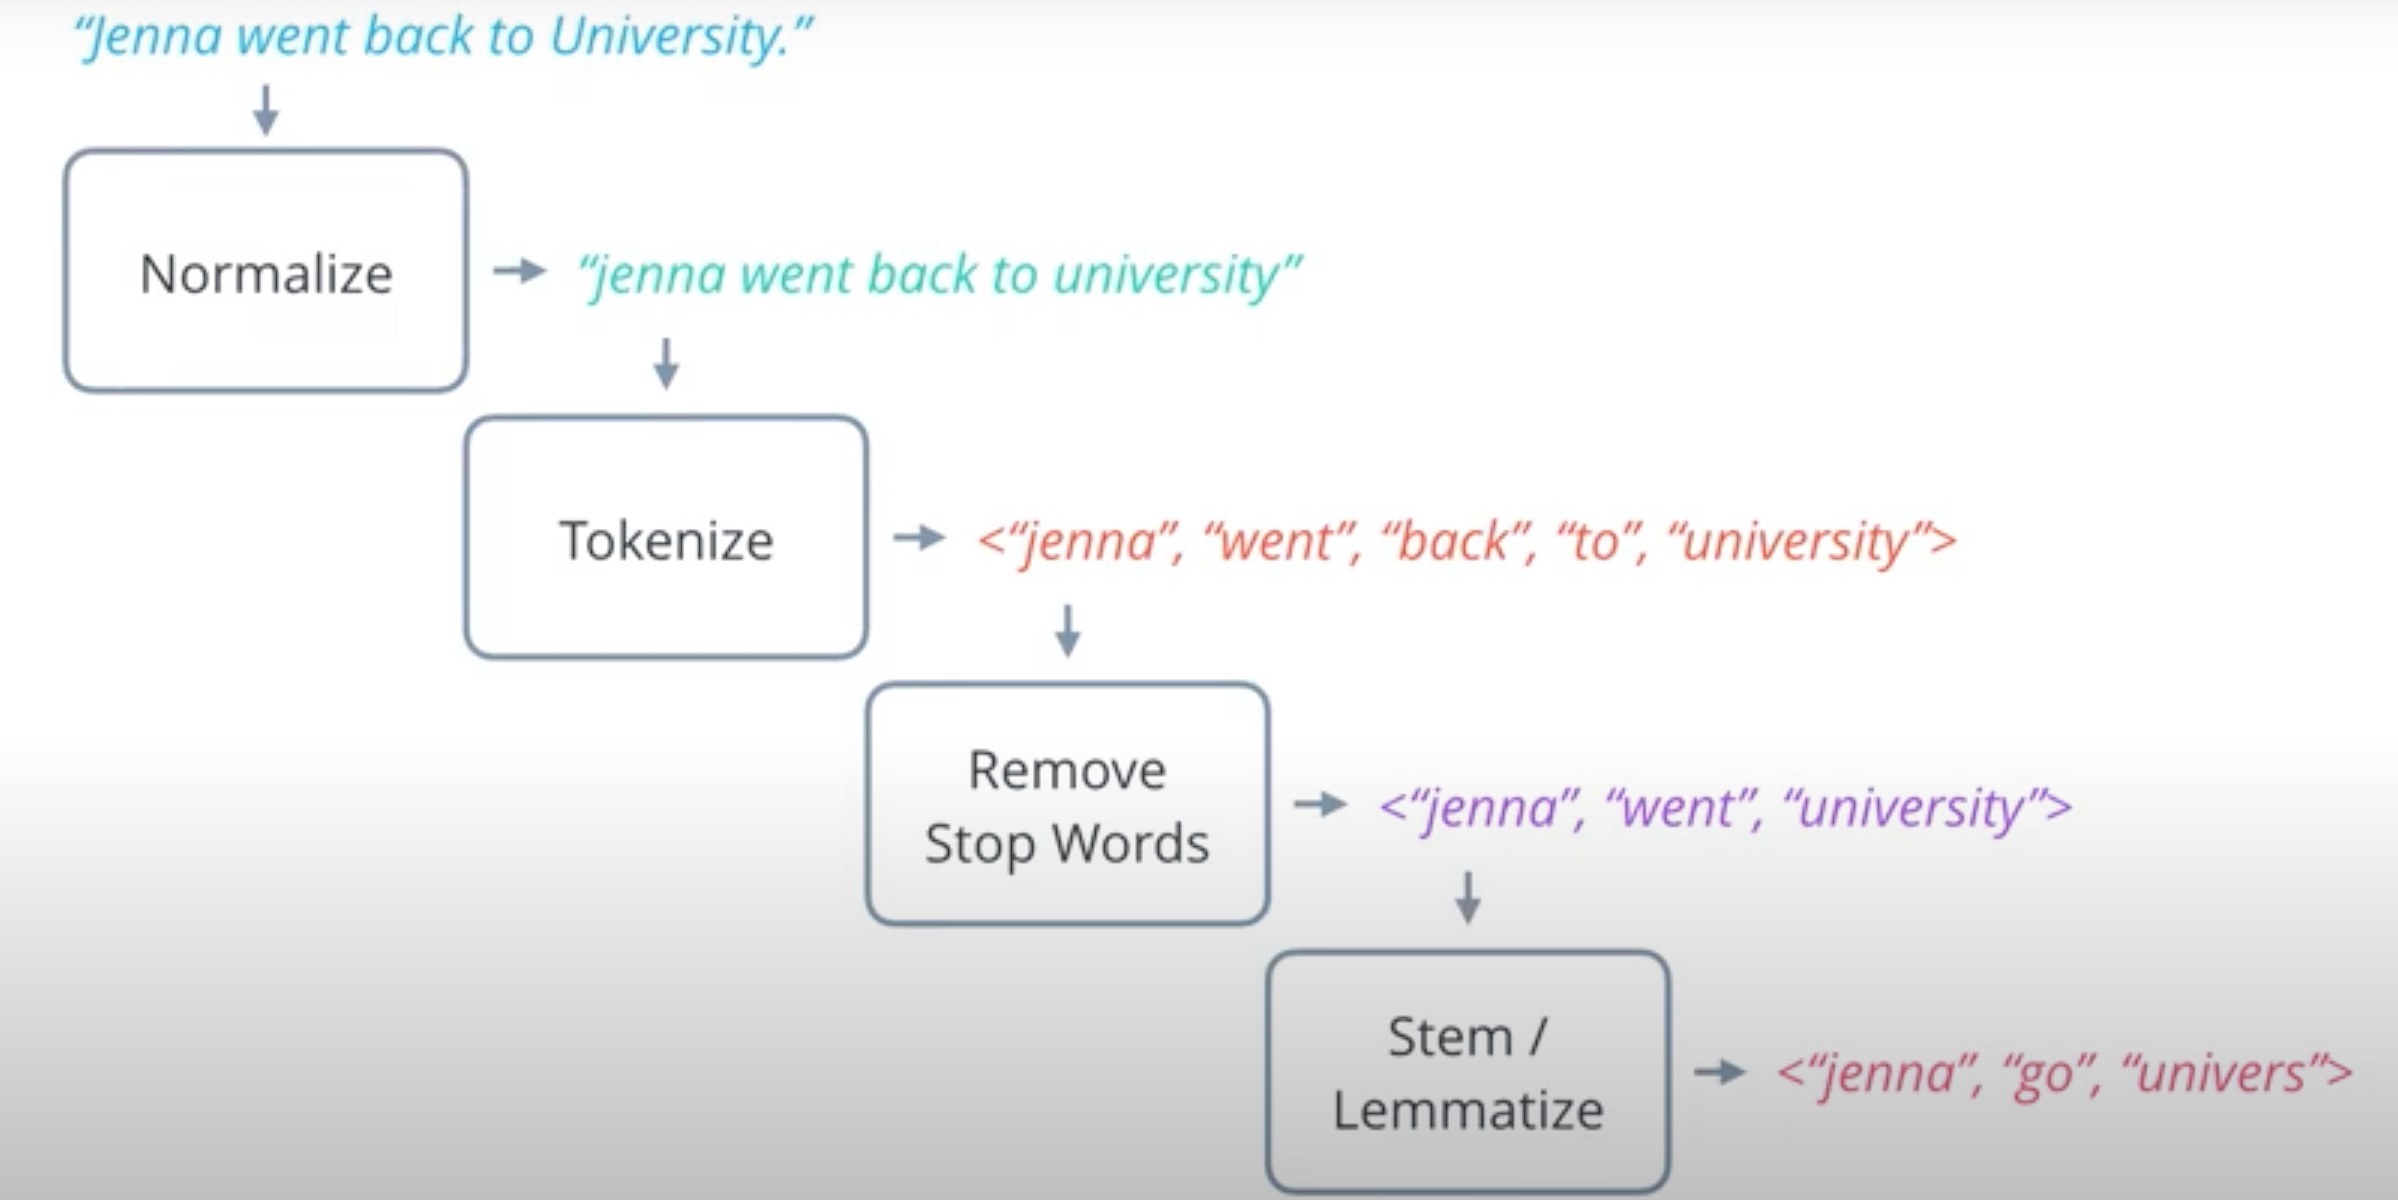 “Jenna went back to University.”
Normalize
“jenna went back to university”
Tokenize
<“jenna”, “went”, “back”, “to”, “university”>
Remove
Stop Words
<“jenna”, “went”, “university”>
Stem /
Lemmatize
<“jenna”, “go”, “univers”>